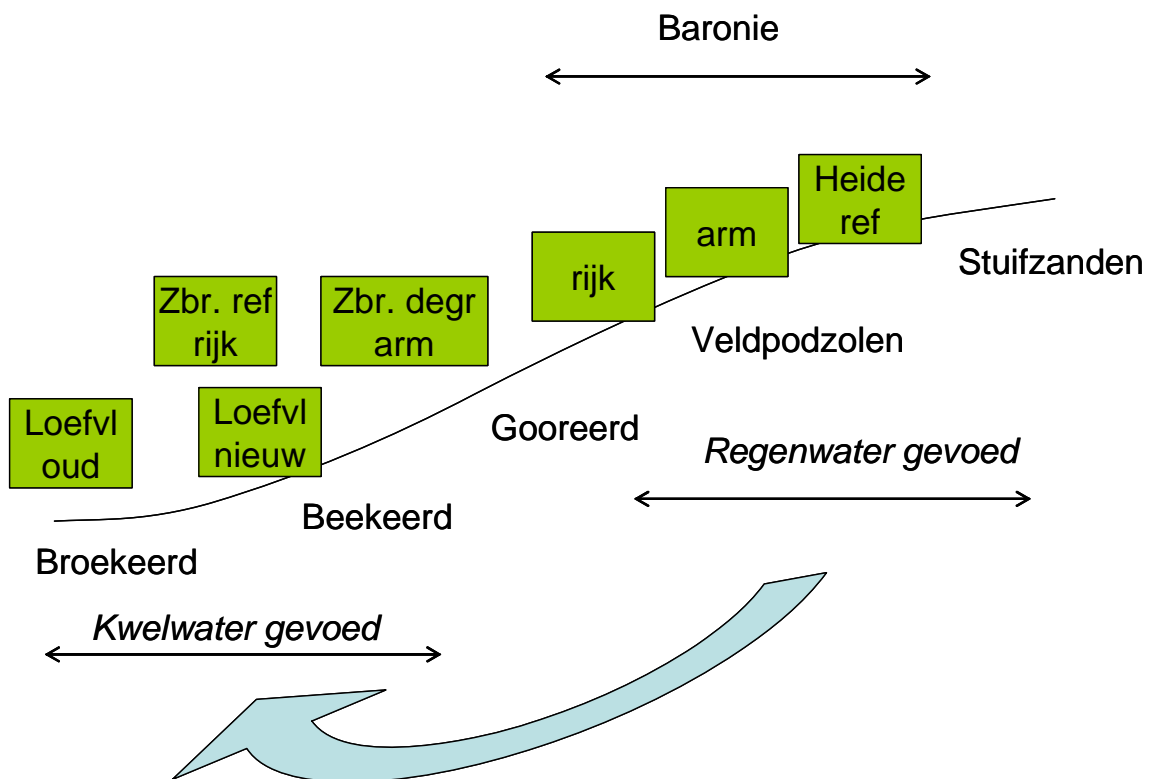 Baronie
Heide
ref
arm
Stuifzanden
rijk
Zbr. ref
rijk
Zbr. degr
arm
Veldpodzolen
Loefvl
oud
Loefvl
nieuw
Gooreerd
Regenwater gevoed
Beekeerd
Broekeerd
Kwelwater gevoed